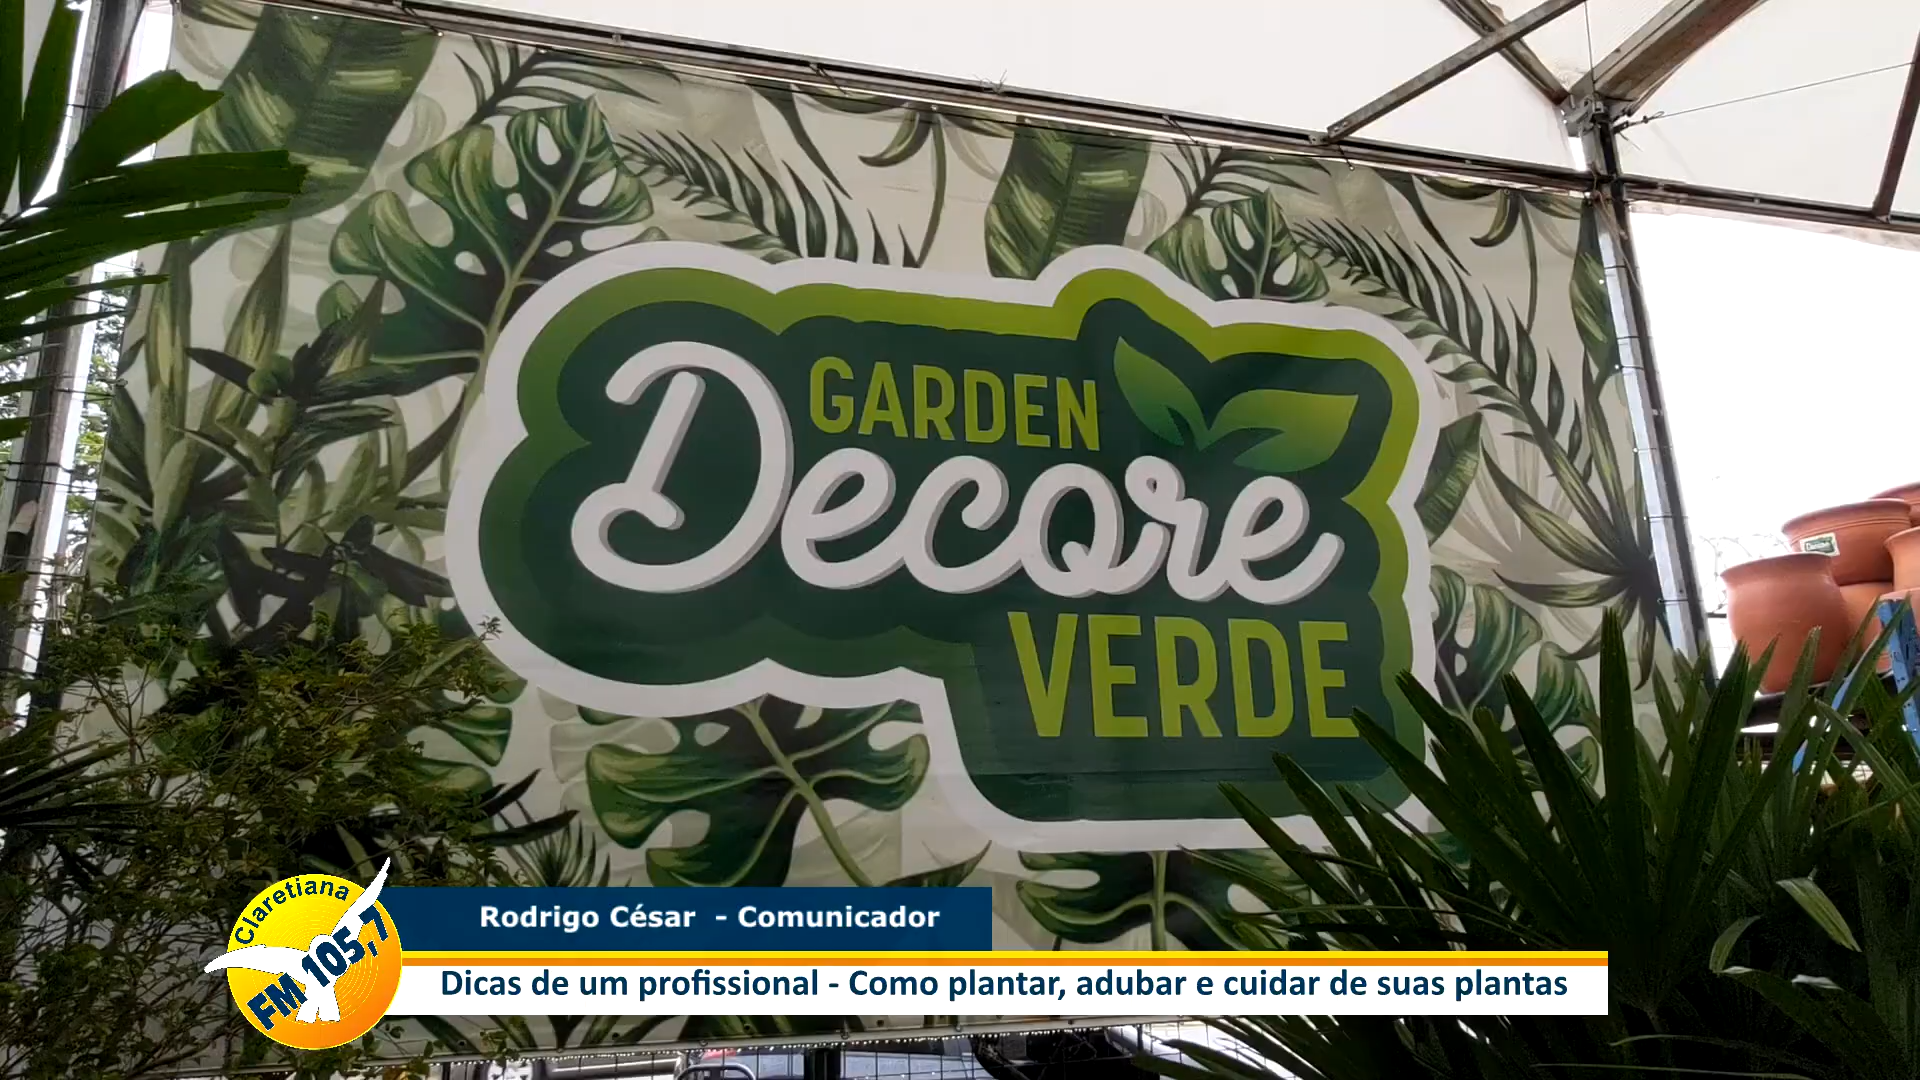 GARDEN
Decore
VERDE
Claretiana
FM 105,7
Rodrigo César - Comunicador
Dicas de um profissional - Como plantar, adubar e cuidar de suas plantas